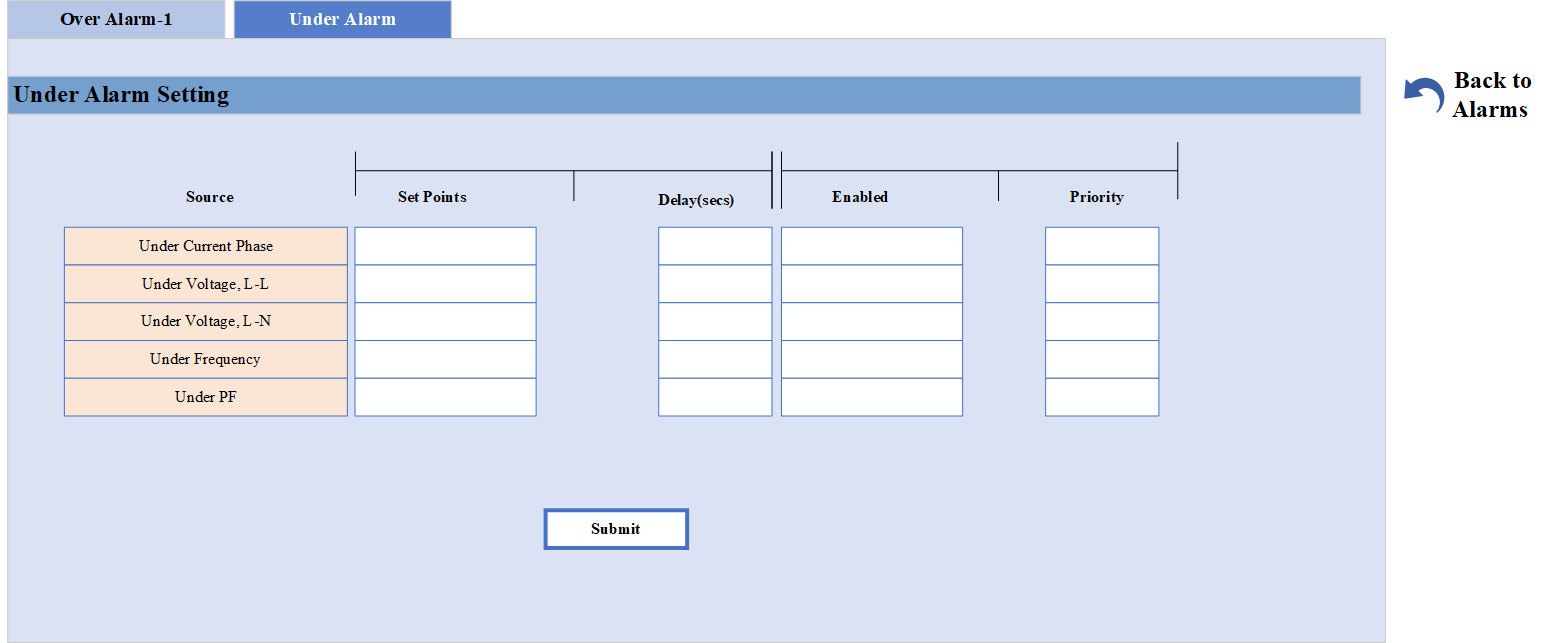 Over Alarm-1
Under Alarm
Under Alarm Setting
Back to
Alarms
Source
Set Points
Delay(secs)
Enabled
Priority
Under Current Phase
Under Voltage, L-L
Under Voltage, L-N
Under Frequency
Under PF
Submit